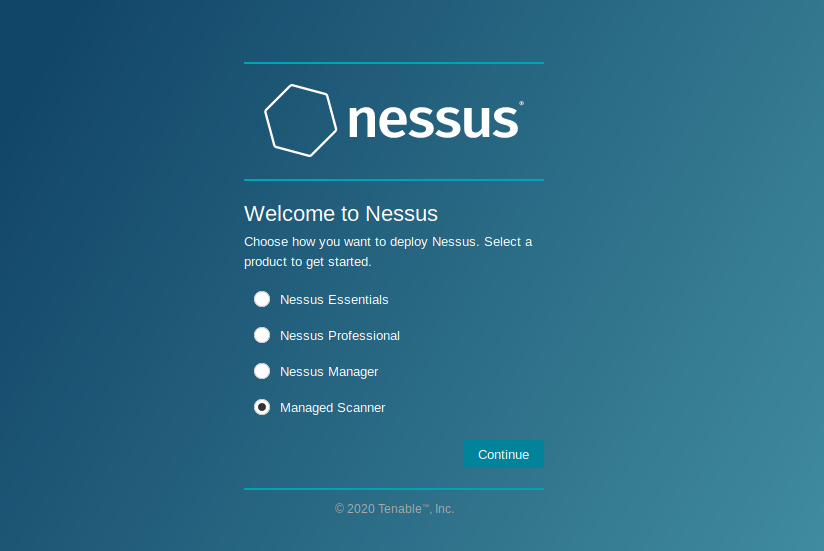 nessus®
Welcome to Nessus
Choose how you want to deploy Nessus. Select a
product to get started.
Nessus Essentials
Nessus Professional
Nessus Manager
Managed Scanner
Continue
© 2020 Tenable™, Inc.